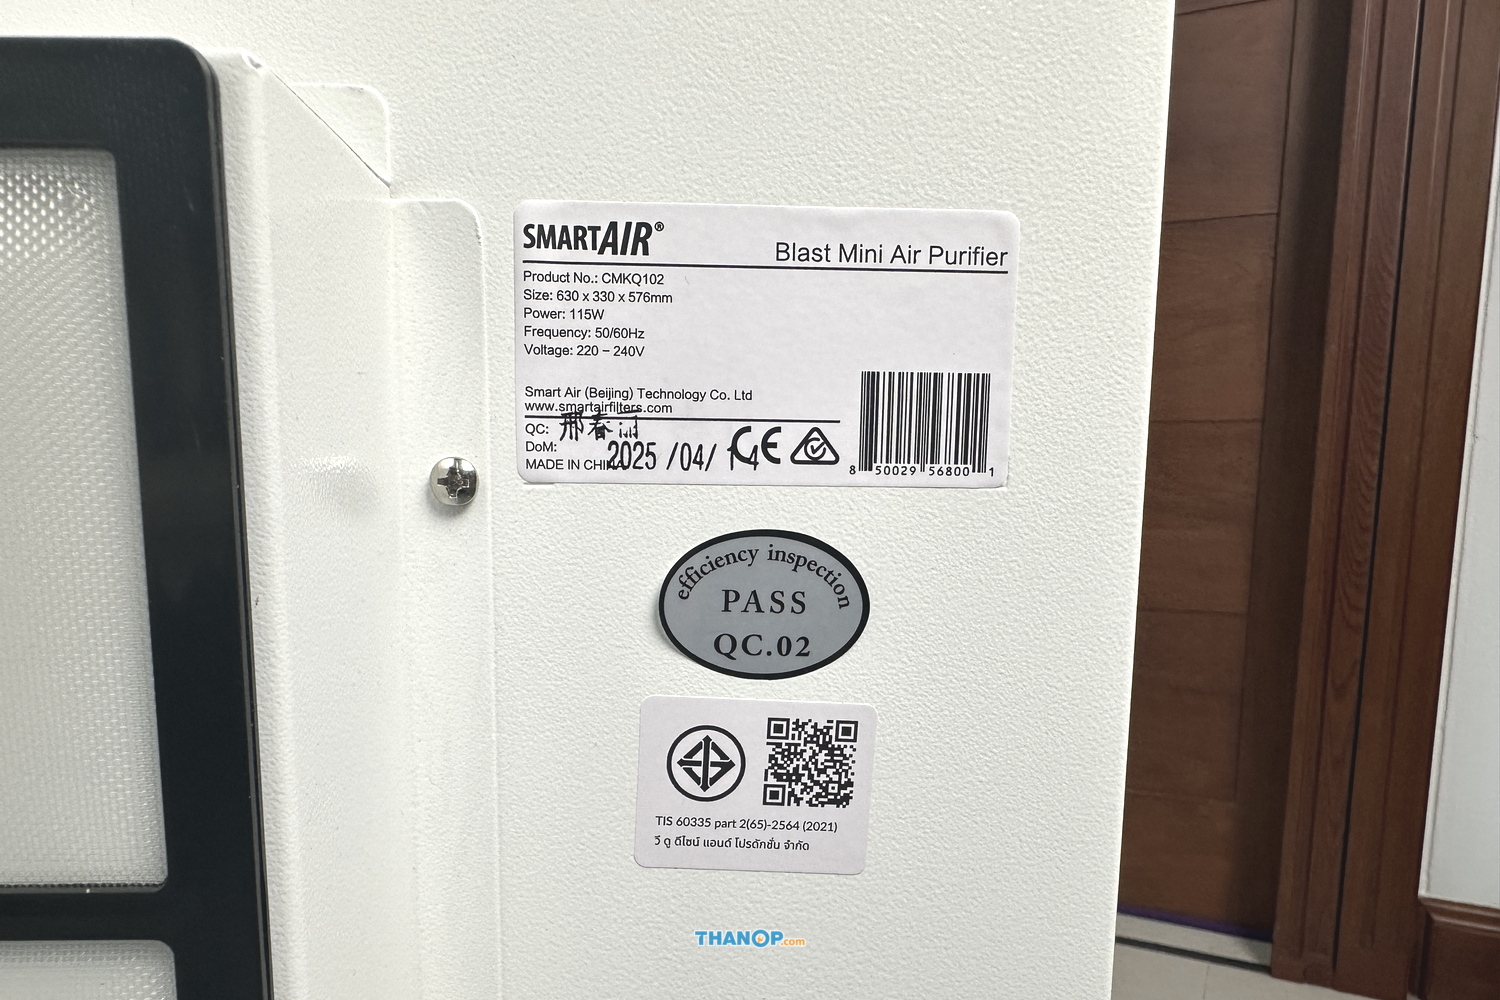 SMARTAIR®
Blast Mini Air Purifier
Product No.: CMKQ102
Size: 630 x 330 x 576mm
Power: 115W
Frequency: 50/60Hz
Voltage: 220 – 240V
Smart Air (Beijing) Technology Co. Ltd
www.smartairfilters.com
QC: 邢春丽
DoM: 2025 /04/ 14
MADE IN CHINA
CE
8 50029 56800 1
efficiency inspection
PASS
QC.02
TIS 60335 part 2(65)-2564 (2021)
วี ดู ดีไซน์ แอนด์ โปรดักชั่น จำกัด
THANOP.com